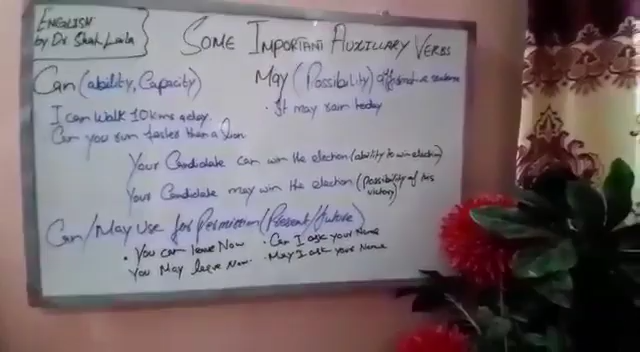 ENGLISH
by Dr Shah Laila
SOME IMPORTANT AUXILLARY VERBS
Can (ability, Capacity)
I can walk 10 kms a day.
Can you run faster than a lion
May (Possibility) affirmative sentence
. It may rain today
Your Candidate can win the election (ability to win election)
Your Candidate may win the election (possibility of his victory)
Can/May Use for Permission (Present/future)
. You can leave Now
You May leave Now.
. Can I ask your Name
. May I ask your Name